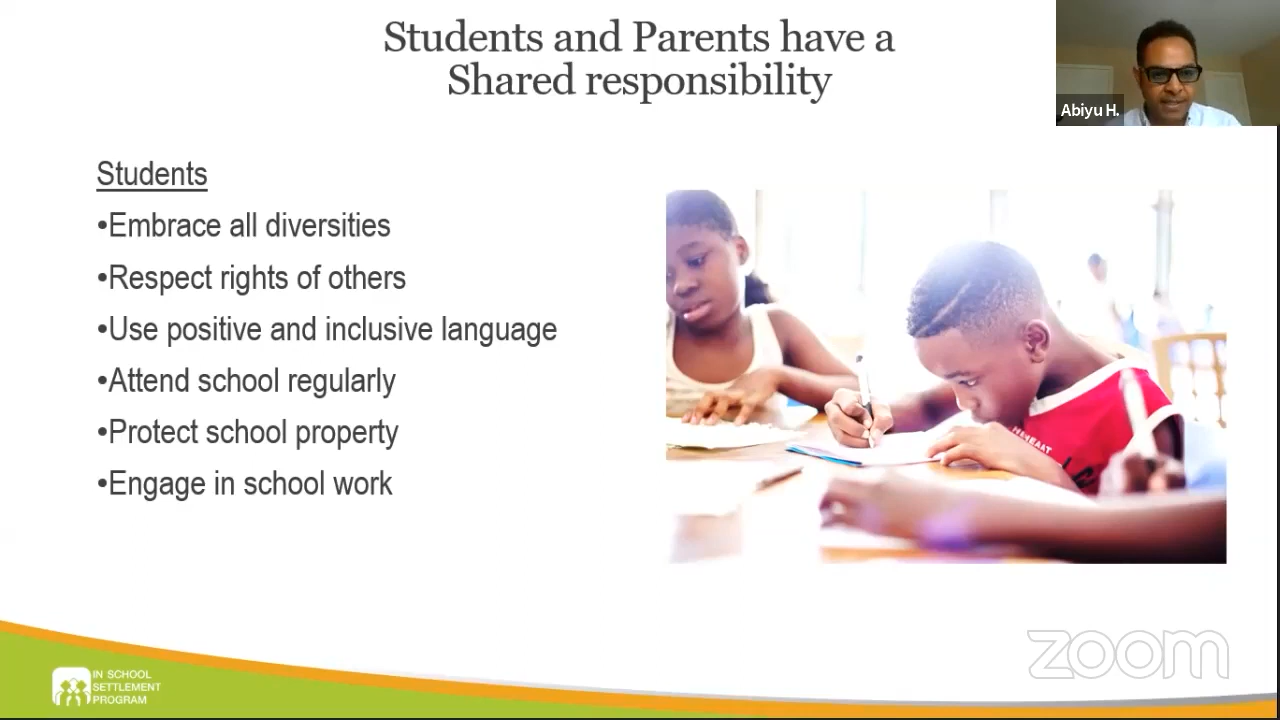 Students and Parents have a
Shared responsibility
Abiyu H.
Students
•Embrace all diversities
•Respect rights of others
•Use positive and inclusive language
•Attend school regularly
•Protect school property
•Engage in school work
zoom
IN SCHOOL
SETTLEMENT
PROGRAM